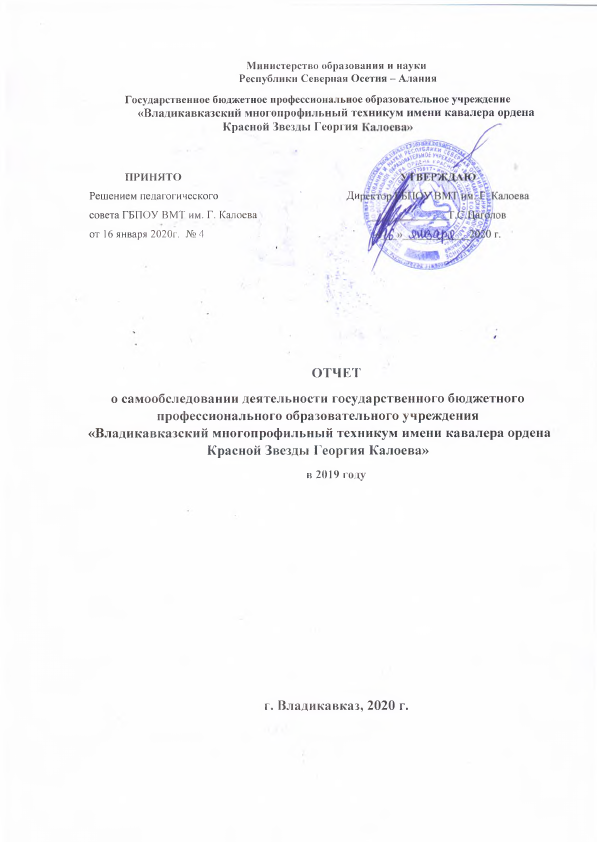 Министерство образования и науки
Республики Северная Осетия – Алания
Государственное бюджетное профессиональное образовательное учреждение
«Владикавказский многопрофильный техникум имени кавалера ордена
Красной Звезды Георгия Калоева»
ПРИНЯТО
Решением педагогического
совета ГБПОУ ВМТ им. Г. Калоева
от 16 января 2020г. № 4
УТВЕРЖДАЮ
Директор ГБПОУ ВМТ им. Г. Калоева
Т.С.
« 16 » января 2020 г.
ОТЧЕТ
о самообследовании деятельности государственного бюджетного
профессионального образовательного учреждения
«Владикавказский многопрофильный техникум имени кавалера ордена
Красной Звезды Георгия Калоева»
в 2019 году
г. Владикавказ, 2020 г.